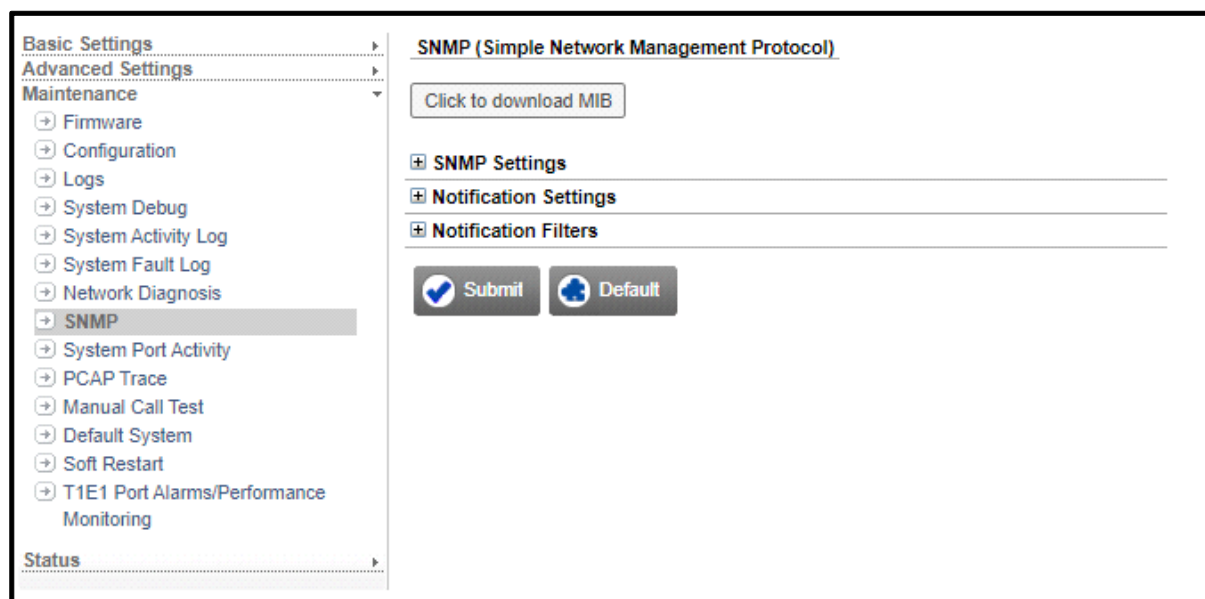 Basic Settings
Advanced Settings
Maintenance
Firmware
Configuration
Logs
System Debug
System Activity Log
System Fault Log
Network Diagnosis
SNMP
System Port Activity
PCAP Trace
Manual Call Test
Default System
Soft Restart
T1E1 Port Alarms/Performance
Monitoring
Status
SNMP (Simple Network Management Protocol)
Click to download MIB
SNMP Settings
Notification Settings
Notification Filters
Submit
Default